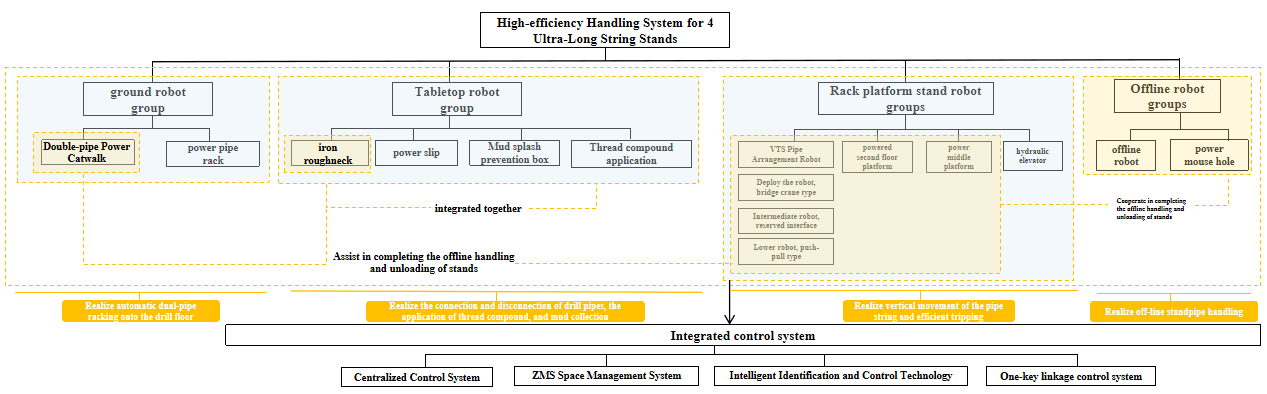 High-efficiency Handling System for 4
Ultra-Long String Stands
ground robot
group
Tabletop robot
group
Rack platform stand robot
groups
Offline robot
groups
Double-pipe Power
Catwalk
power pipe
rack
iron
roughneck
power slip
Mud splash
prevention box
Thread compound
application
VTS Pipe
Arrangement Robot
powered
second floor
platform
power
middle
platform
hydraulic
elevator
offline
robot
power
mouse hole
Deploy the robot,
bridge crane type
Intermediate robot,
reserved interface
Lower robot, push-
pull type
integrated together
Cooperate in completing
the offline handling and
unloading of stands
Assist in completing the offline handling
and unloading of stands
Realize automatic dual-pipe
racking onto the drill floor
Realize the connection and disconnection of drill pipes, the
application of thread compound, and mud collection
Realize vertical movement of the pipe
string and efficient tripping
Realize off-line standpipe handling
Integrated control system
Centralized Control System
ZMS Space Management System
Intelligent Identification and Control Technology
One-key linkage control system